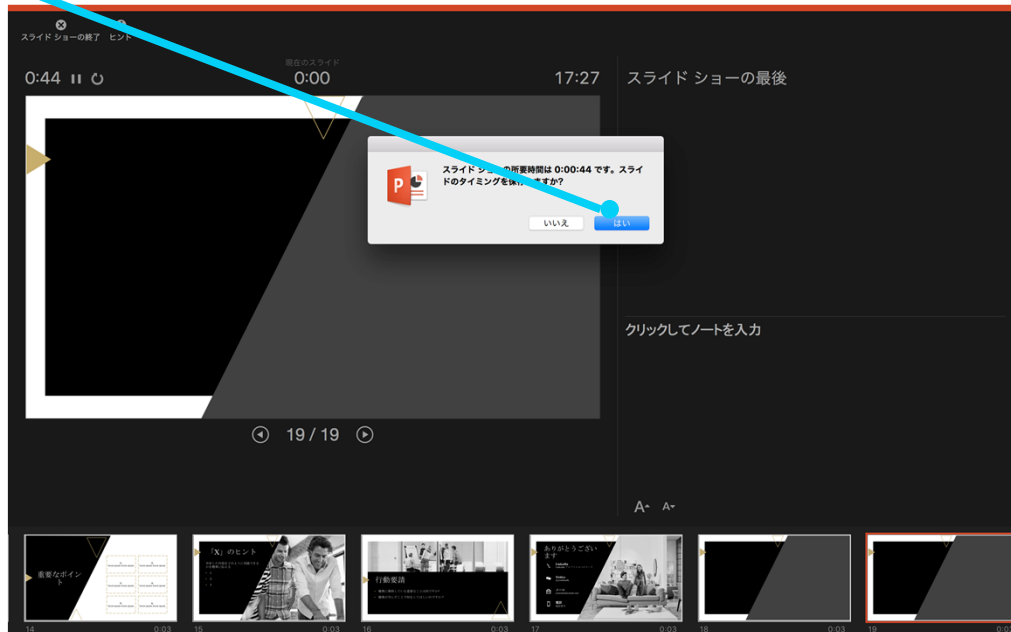 スライド ショーの終了 ヒント
現在のスライド
0:44 0:00 17:27 スライド ショーの最後
スライド ショーの所要時間は 0:00:44 です。スライ
ドのタイミングを保存しますか?
P
いいえ はい
クリックしてノートを入力
19 / 19
A A
重要なポイン
ト
「X」のヒント
行動要請
ありがとうござい
ます
14 0:03 15 0:03 16 0:03 17 0:03 18 0:03 19